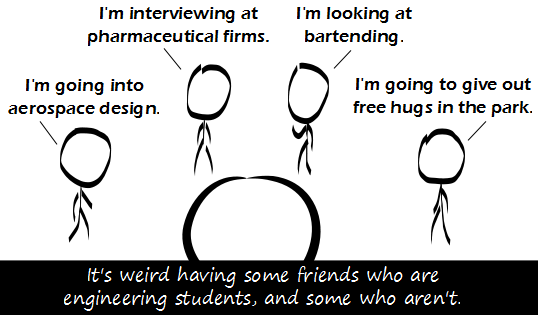 I'm interviewing at
pharmaceutical firms.
I'm looking at
bartending.
I'm going into
aerospace design.
I'm going to give out
free hugs in the park.
It's weird having some friends who are
engineering students, and some who aren't.